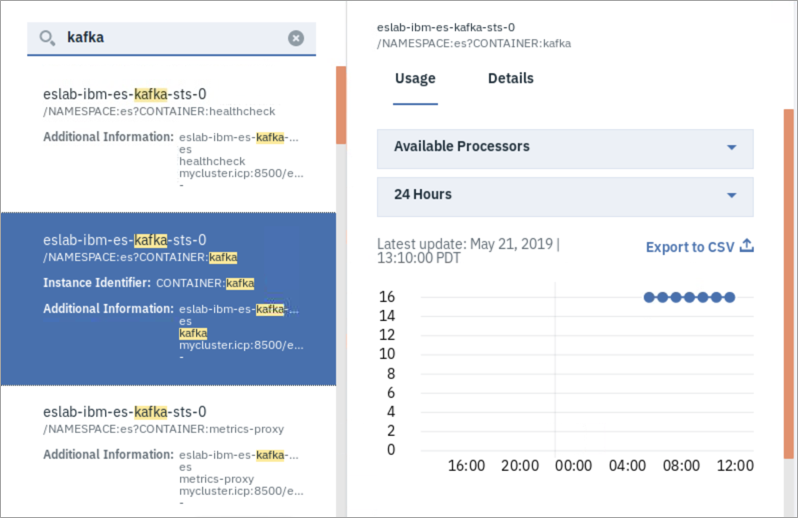 kafka
eslab-ibm-es-kafka-sts-0
/NAMESPACE:es?CONTAINER:healthcheck
Additional Information: eslab-ibm-es-kafka-...
es
healthcheck
mycluster.icp:8500/e...
-
eslab-ibm-es-kafka-sts-0
/NAMESPACE:es?CONTAINER:kafka
Instance Identifier: CONTAINER:kafka
Additional Information: eslab-ibm-es-kafka-...
es
kafka
mycluster.icp:8500/e...
-
eslab-ibm-es-kafka-sts-0
/NAMESPACE:es?CONTAINER:metrics-proxy
Additional Information: eslab-ibm-es-kafka-...
es
metrics-proxy
mycluster.icp:8500/e...
-
eslab-ibm-es-kafka-sts-0
/NAMESPACE:es?CONTAINER:kafka
Usage Details
Available Processors
24 Hours
Latest update: May 21, 2019 |
13:10:00 PDT
Export to CSV
16
14
12
10
8
6
4
2
0
16:00 20:00 00:00 04:00 08:00 12:00